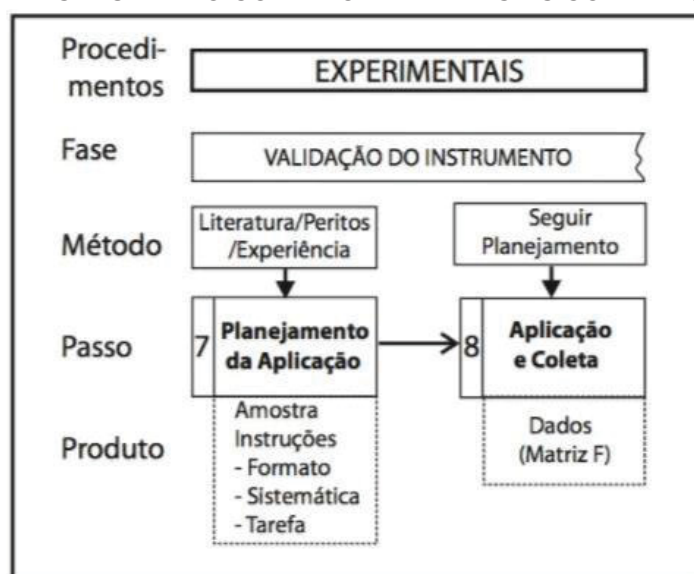 Procedi-
mentos
EXPERIMENTAIS
Fase
VALIDAÇÃO DO INSTRUMENTO
Método
Literatura/Peritos
/Experiência
Seguir
Planejamento
Passo
7
Planejamento
da Aplicação
8
Aplicação
e Coleta
Produto
Amostra
Instruções
- Formato
- Sistemática
- Tarefa
Dados
(Matriz F)